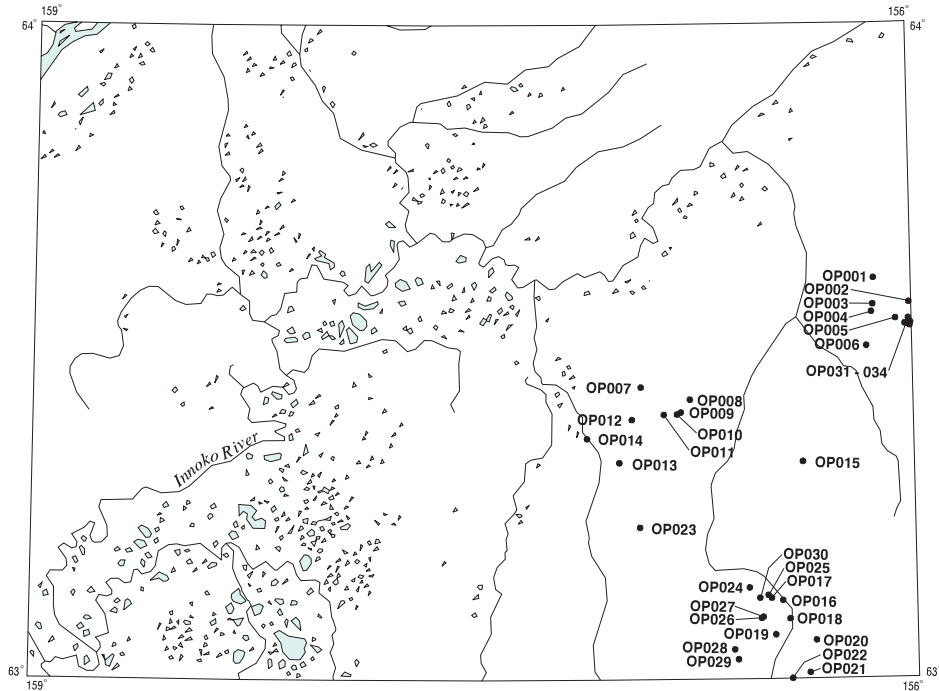 159°
156°
64°
64°
OP001
OP002
OP003
OP004
OP005
OP006
OP031 - 034
OP007
OP008
OP009
OP012
OP010
OP014
OP011
OP013
OP015
Innoko River
OP023
OP030
OP025
OP017
OP024
OP016
OP027
OP026
OP018
OP019
OP020
OP028
OP022
OP029
OP021
63°
63
159°
156°